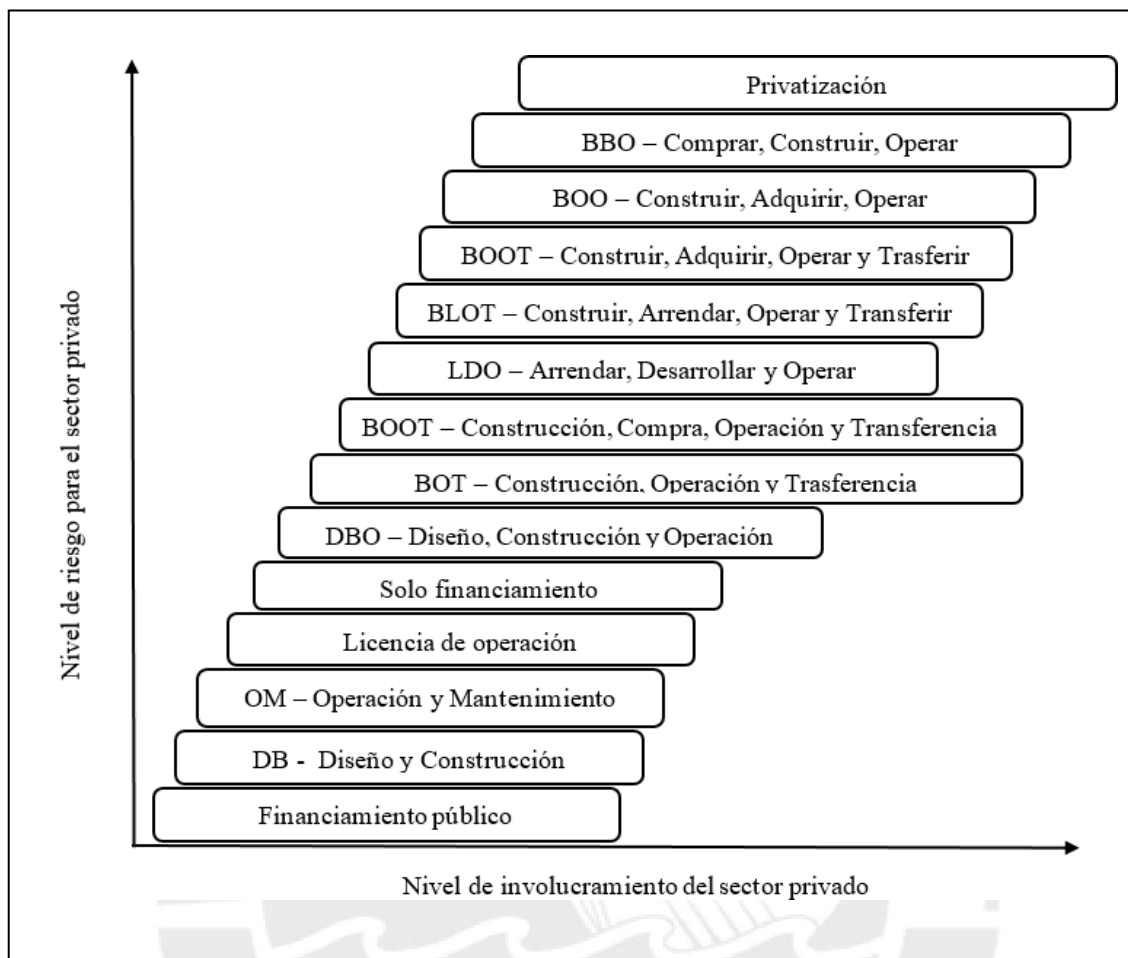 Privatización
BBO – Comprar, Construir, Operar
BOO – Construir, Adquirir, Operar
BOOT – Construir, Adquirir, Operar y Trasferir
BLOT – Construir, Arrendar, Operar y Transferir
LDO – Arrendar, Desarrollar y Operar
BOOT – Construcción, Compra, Operación y Transferencia
BOT – Construcción, Operación y Trasferencia
DBO – Diseño, Construcción y Operación
Solo financiamiento
Licencia de operación
OM – Operación y Mantenimiento
DB - Diseño y Construcción
Financiamiento público
Nivel de riesgo para el sector privado
Nivel de involucramiento del sector privado